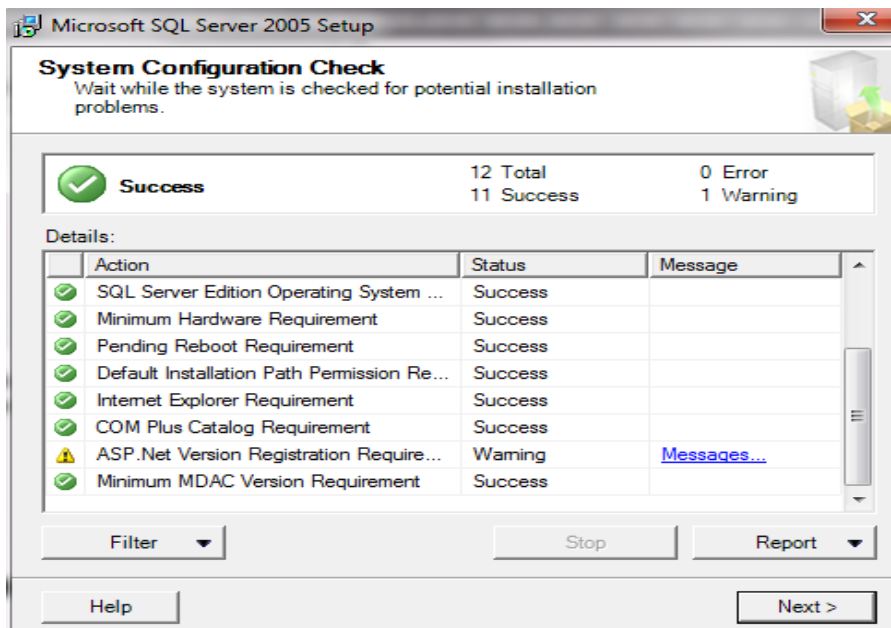 Microsoft SQL Server 2005 Setup
System Configuration Check
Wait while the system is checked for potential installation
problems.
Success
12 Total
0 Error
11 Success
1 Warning
Details:
Action Status Message
SQL Server Edition Operating System ... Success
Minimum Hardware Requirement Success
Pending Reboot Requirement Success
Default Installation Path Permission Re... Success
Internet Explorer Requirement Success
COM Plus Catalog Requirement Success
ASP.Net Version Registration Require... Warning Messages...
Minimum MDAC Version Requirement Success
Filter Stop Report
Help Next >